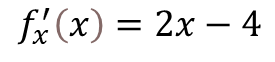 f′ₓ(x) = 2x − 4